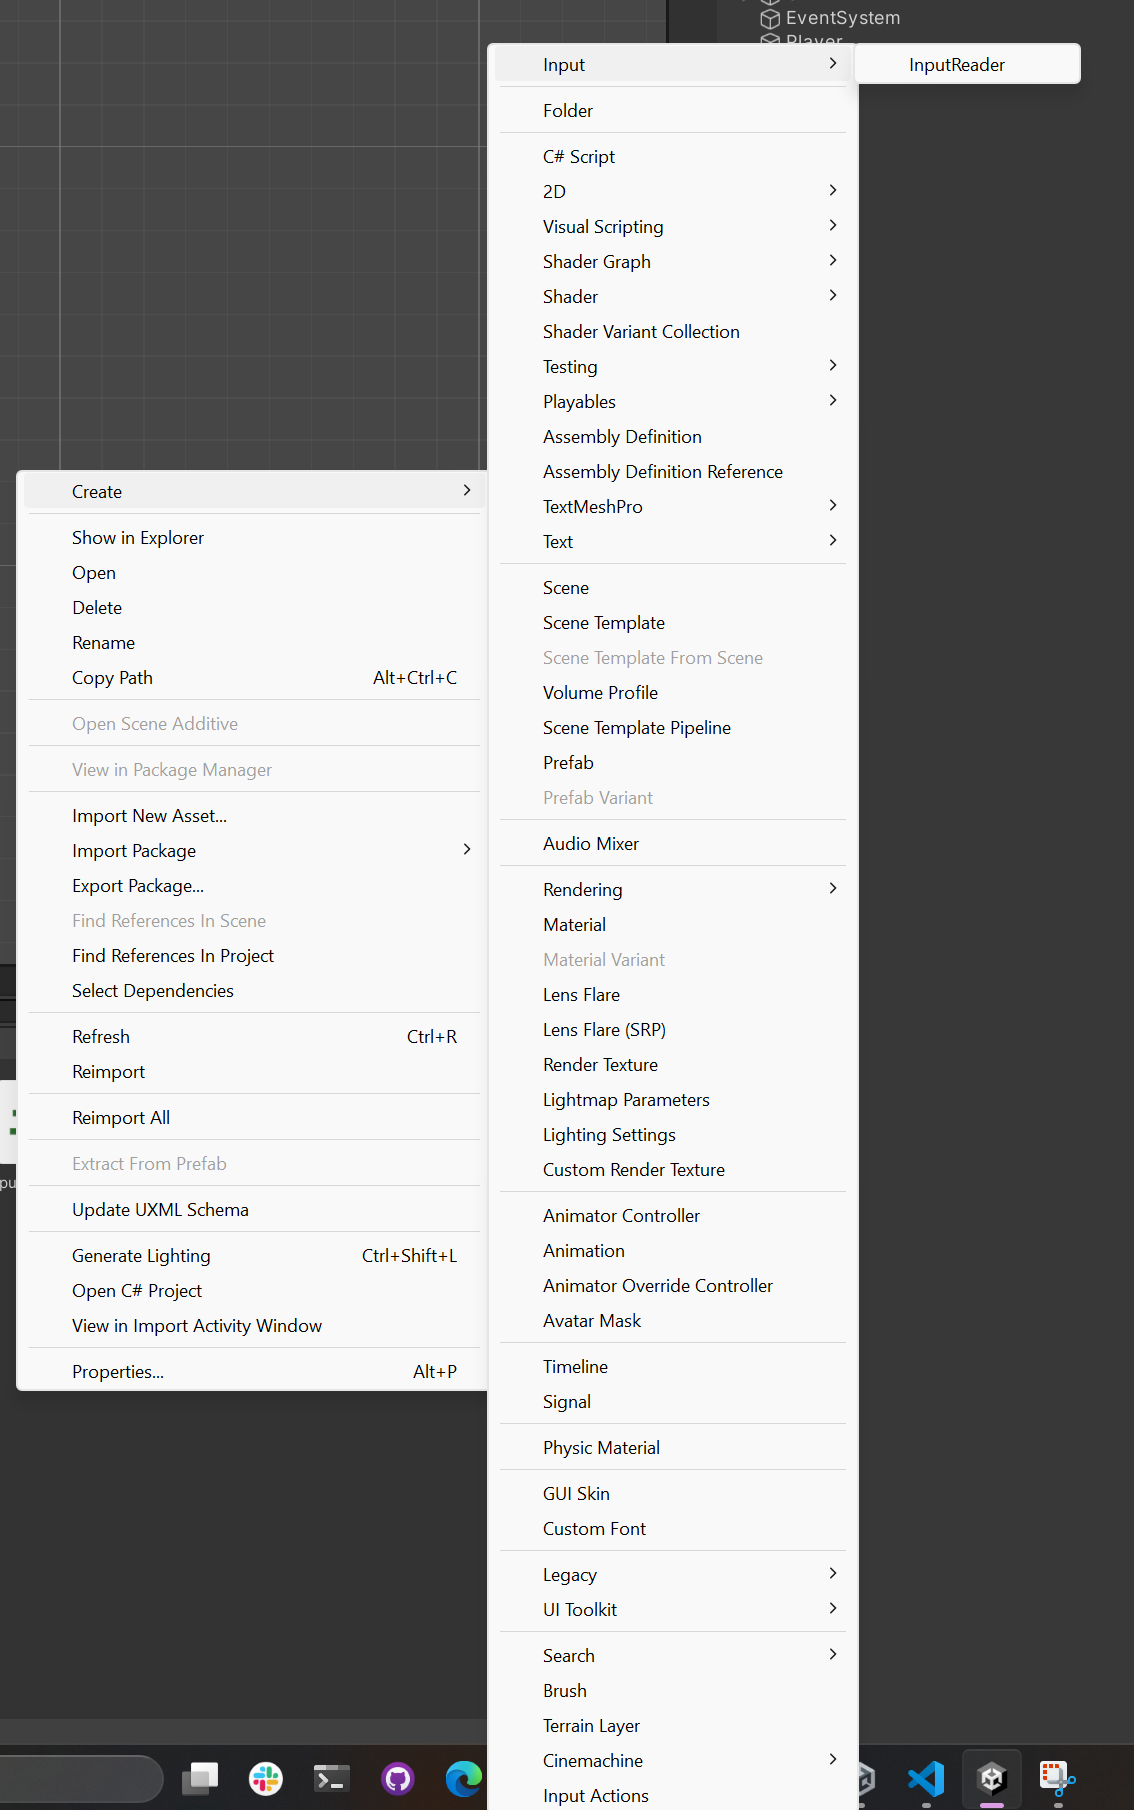 EventSystem
Player
Input
InputReader
Folder
C# Script
2D
Visual Scripting
Shader Graph
Shader
Shader Variant Collection
Testing
Playables
Assembly Definition
Assembly Definition Reference
TextMeshPro
Text
Scene
Scene Template
Scene Template From Scene
Volume Profile
Scene Template Pipeline
Prefab
Prefab Variant
Audio Mixer
Rendering
Material
Material Variant
Lens Flare
Lens Flare (SRP)
Render Texture
Lightmap Parameters
Lighting Settings
Custom Render Texture
Animator Controller
Animation
Animator Override Controller
Avatar Mask
Timeline
Signal
Physic Material
GUI Skin
Custom Font
Legacy
UI Toolkit
Search
Brush
Terrain Layer
Cinemachine
Input Actions
Create
Show in Explorer
Open
Delete
Rename
Copy Path Alt+Ctrl+C
Open Scene Additive
View in Package Manager
Import New Asset...
Import Package
Export Package...
Find References In Scene
Find References In Project
Select Dependencies
Refresh Ctrl+R
Reimport
Reimport All
Extract From Prefab
Update UXML Schema
Generate Lighting Ctrl+Shift+L
Open C# Project
View in Import Activity Window
Properties... Alt+P
pu